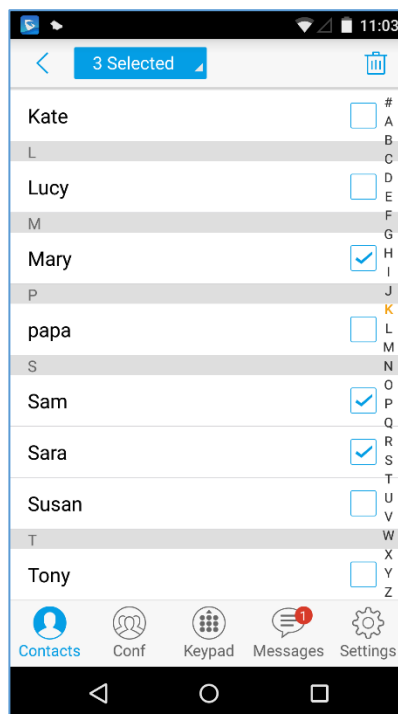 11:03
3 Selected
Kate
L
Lucy
M
Mary
P
papa
S
Sam
Sara
Susan
T
Tony
#
A
B
C
D
E
F
G
H
I
J
K
L
M
N
O
P
Q
R
S
T
U
V
W
X
Y
Z
1
Contacts Conf Keypad Messages Settings